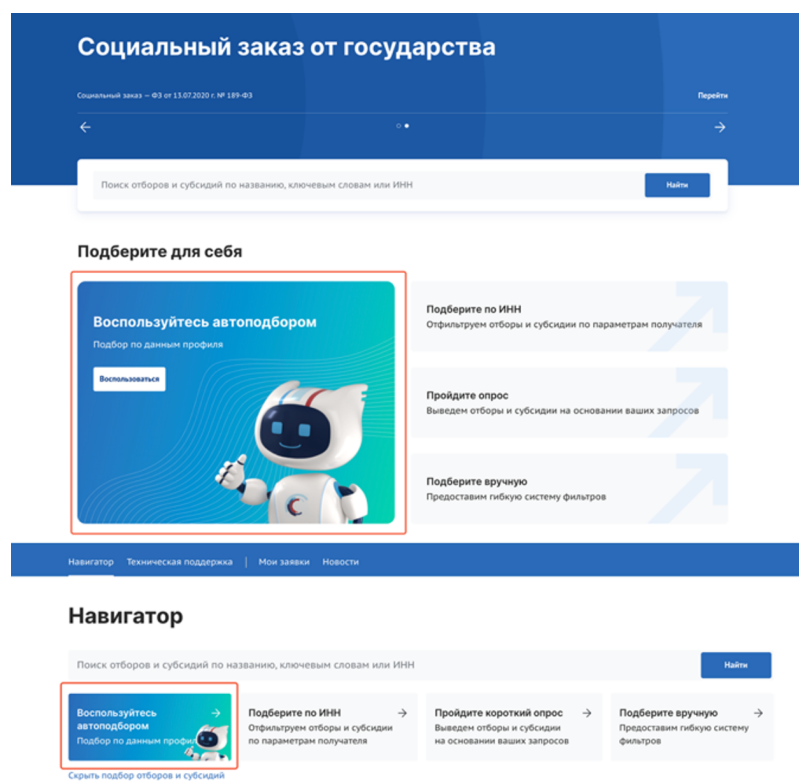 Социальный заказ от государства
Социальный заказ – ФЗ от 13.07.2020 г. № 189-ФЗ
Перейти
Поиск отборов и субсидий по названию, ключевым словам или ИНН
Найти
Подберите для себя
Воспользуйтесь автоподбором
Подбор по данным профиля
Воспользоваться
Подберите по ИНН
Отфильтруем отборы и субсидии по параметрам получателя
Пройдите опрос
Выведем отборы и субсидии на основании ваших запросов
Подберите вручную
Предоставим гибкую систему фильтров
Навигатор Техническая поддержка | Мои заявки Новости
Навигатор
Поиск отборов и субсидий по названию, ключевым словам или ИНН
Найти
Воспользуйтесь
автоподбором
Подбор по данным профи
Подберите по ИНН
Отфильтруем отборы и субсидии
по параметрам получателя
Пройдите короткий опрос
Выведем отборы и субсидии
на основании ваших запросов
Подберите вручную
Предоставим гибкую систему
фильтров
Скрыть подбор отборов и субсидий